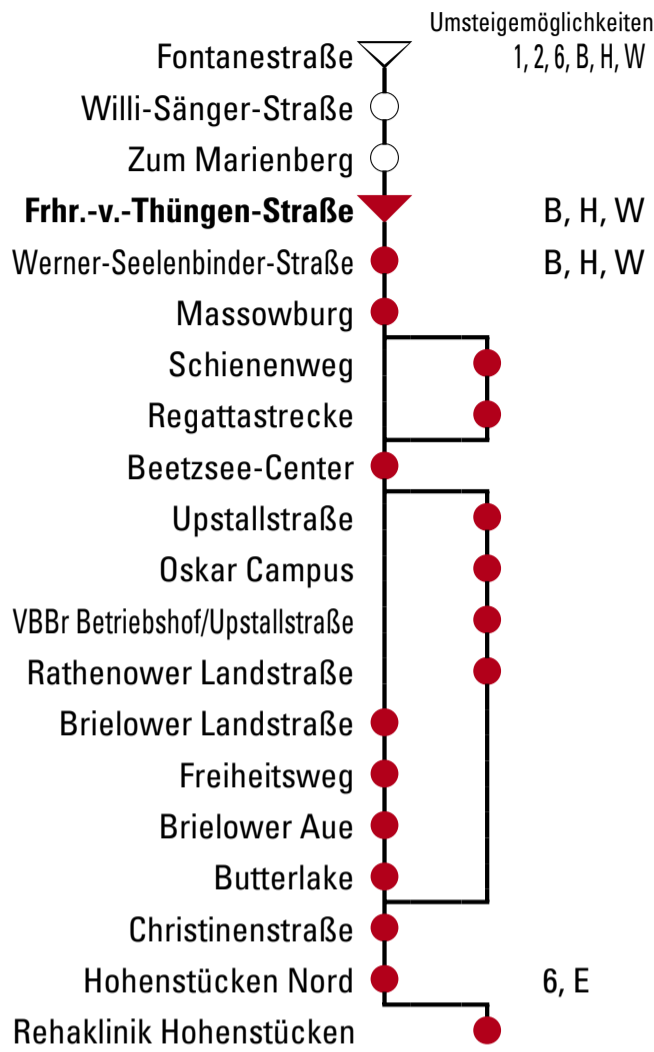 Umsteigemöglichkeiten
Fontanestraße 1, 2, 6, B, H, W
Willi-Sänger-Straße
Zum Marienberg
Frhr.-v.-Thüngen-Straße B, H, W
Werner-Seelenbinder-Straße B, H, W
Massowburg
Schienenweg
Regattastrecke
Beetzsee-Center
Upstallstraße
Oskar Campus
VBBr Betriebshof/Upstallstraße
Rathenower Landstraße
Brielower Landstraße
Freiheitsweg
Brielower Aue
Butterlake
Christinenstraße
Hohenstücken Nord 6, E
Rehaklinik Hohenstücken